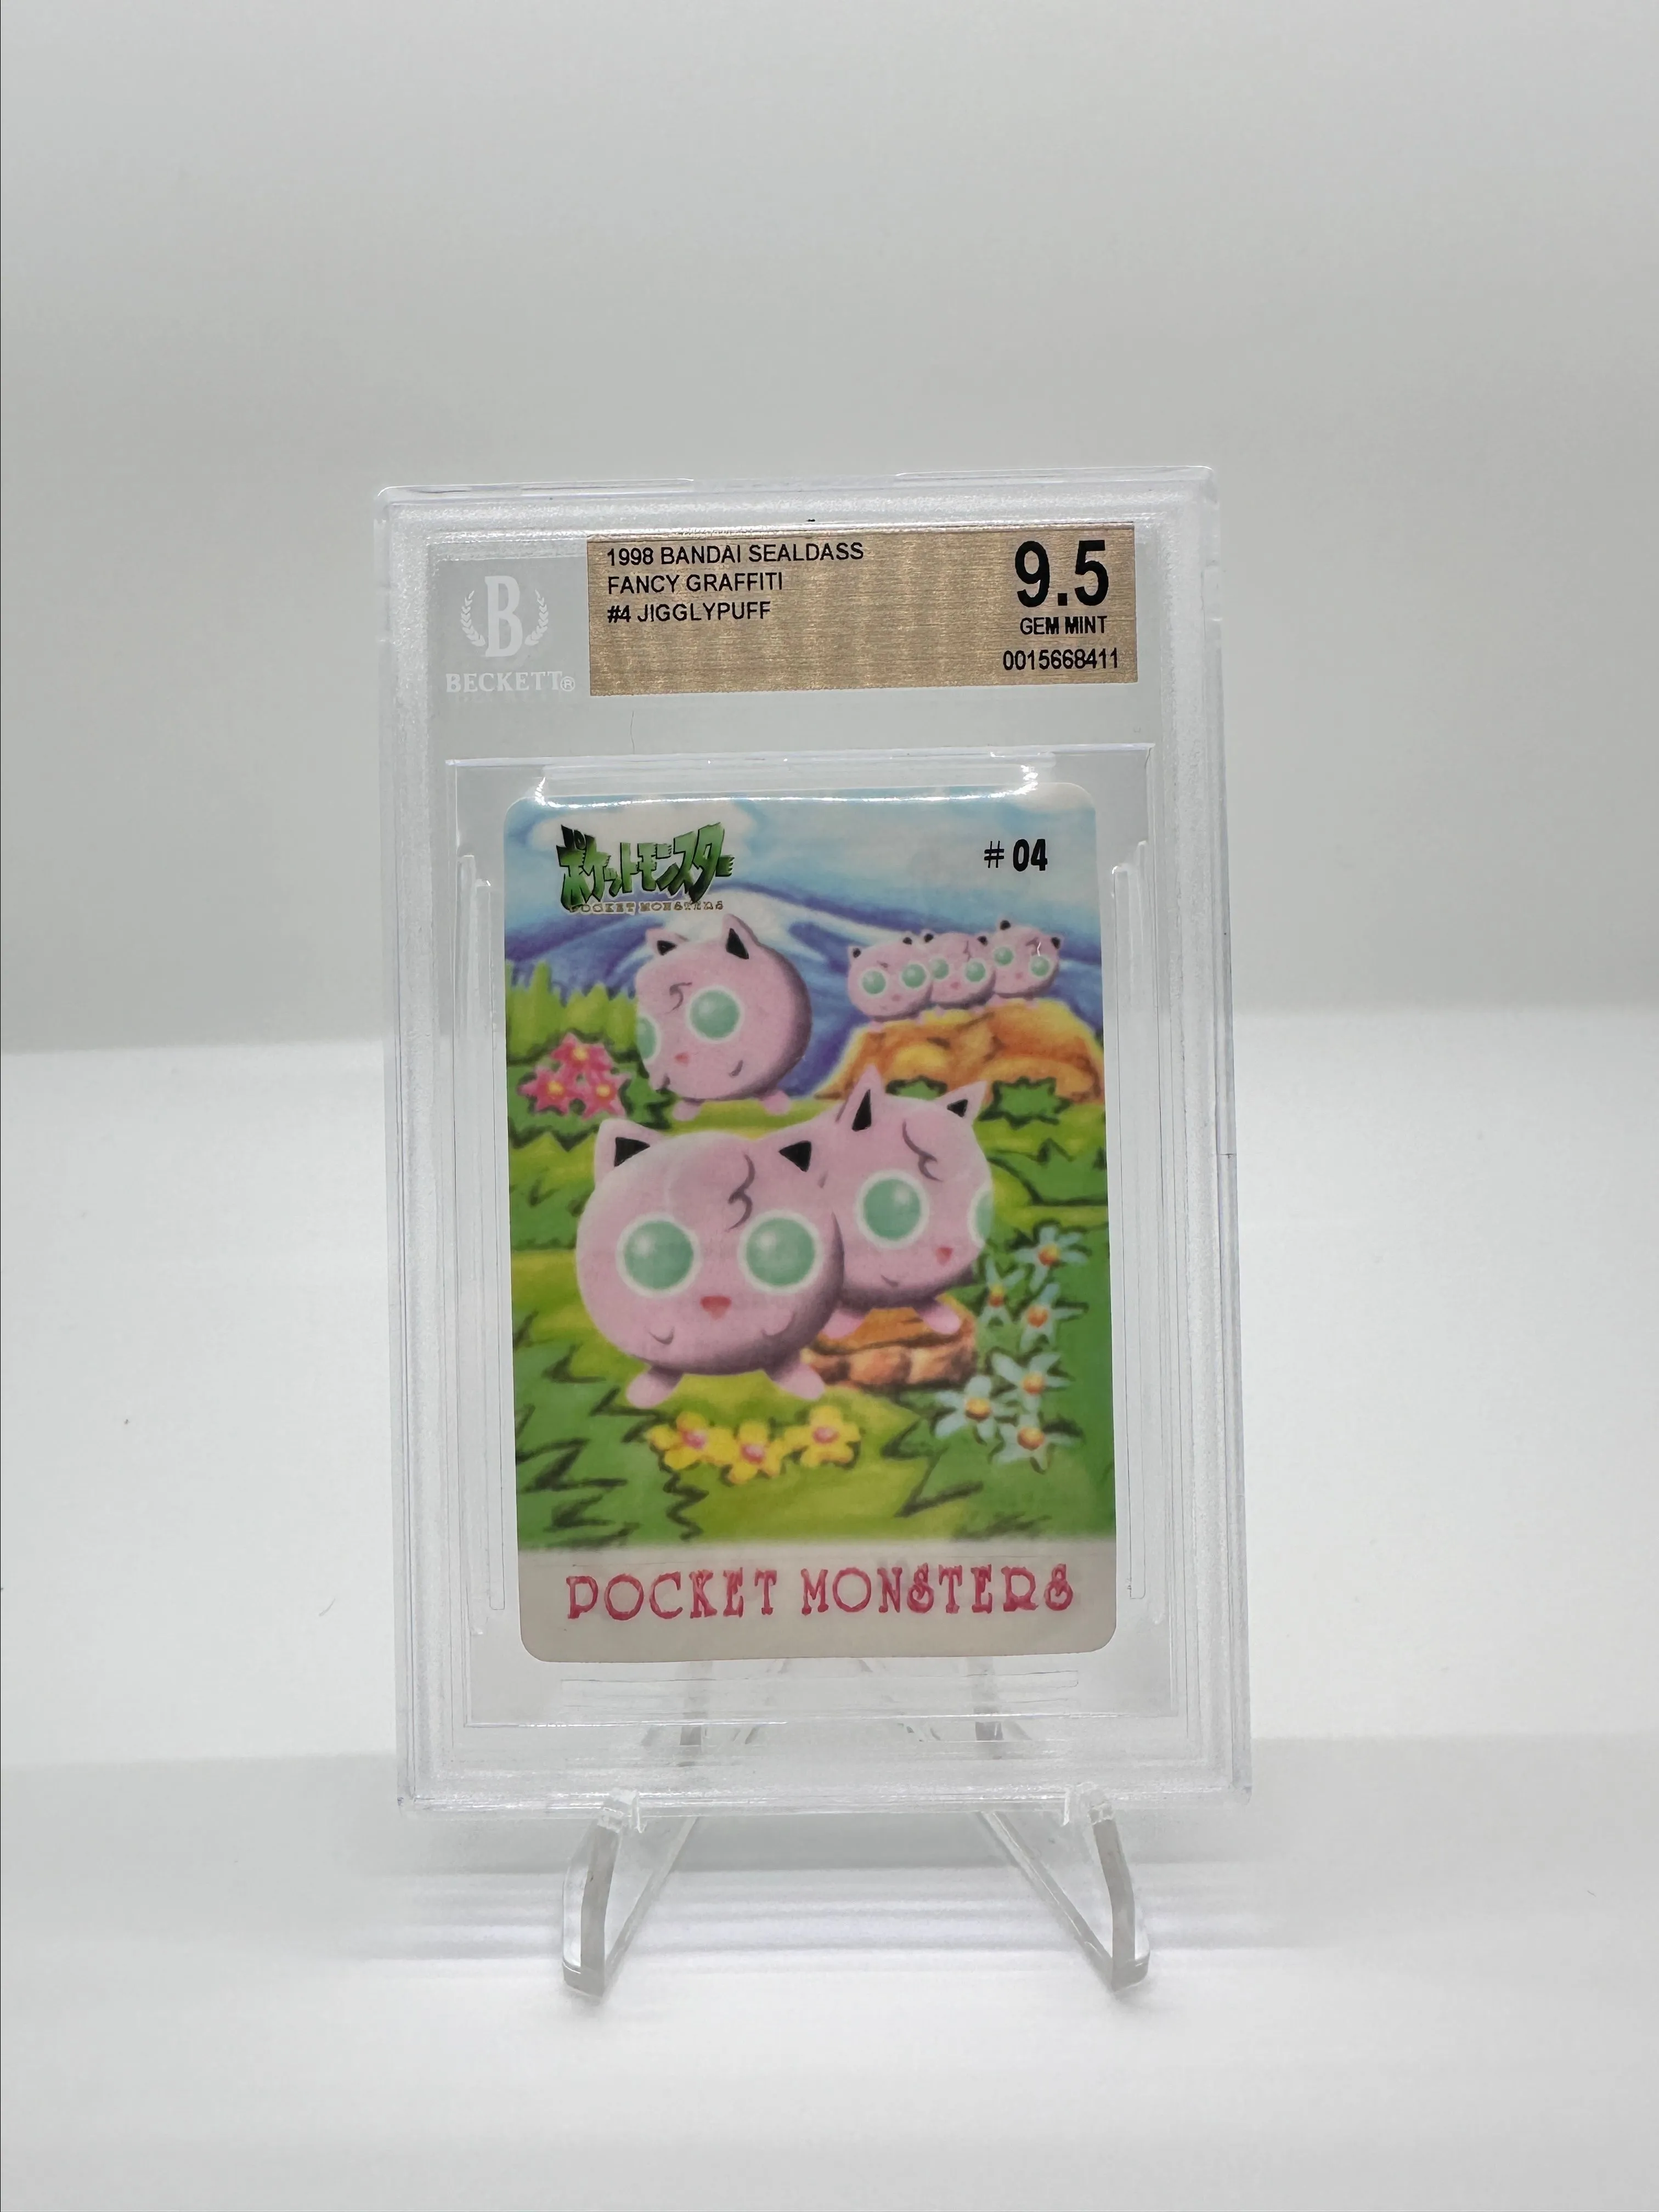 1998 BANDAI SEALDASS
FANCY GRAFFITI
#4 JIGGLYPUFF
9.5
GEM MINT
0015668411
B
BECKETT®
ポケットモンスター
POCKET MONSTERS
# 04
POCKET MONSTERS